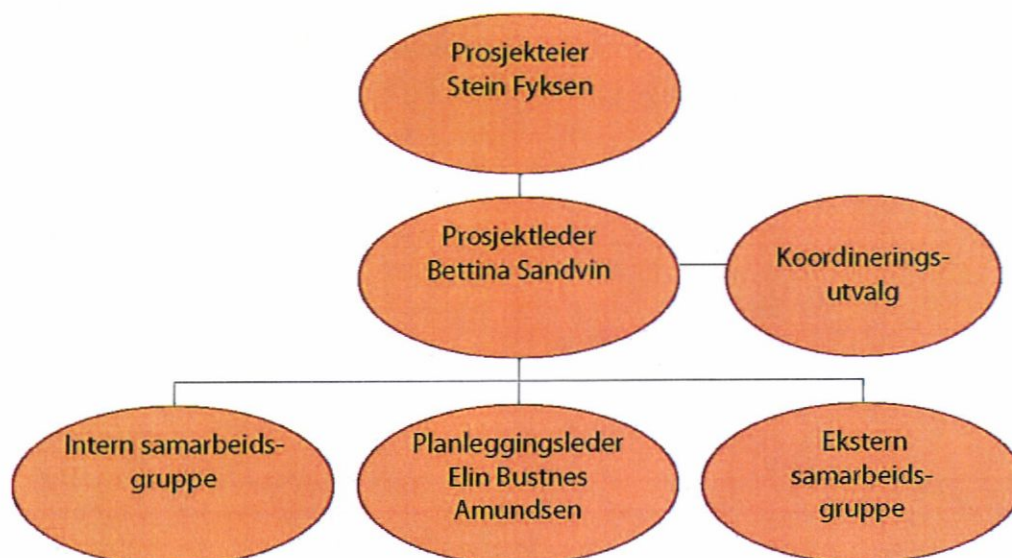 Prosjekteier
Stein Fyksen
Prosjektleder
Bettina Sandvin
Koordinerings-
utvalg
Intern samarbeids-
gruppe
Planleggingsleder
Elin Bustnes
Amundsen
Ekstern
samarbeids-
gruppe